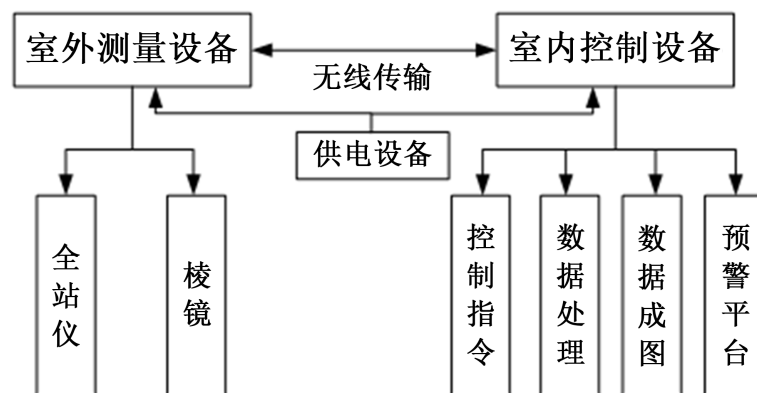 室外测量设备
室内控制设备
无线传输
供电设备
全站仪
棱镜
控制指令
数据处理
数据成图
预警平台